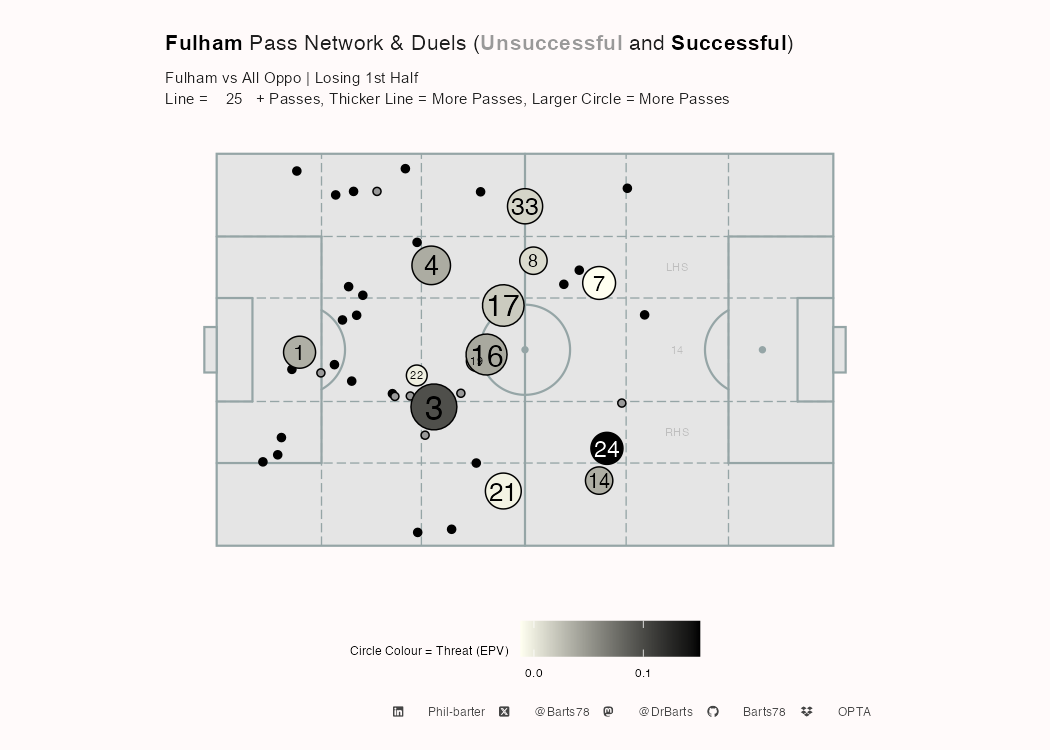 Fulham Pass Network & Duels (Unsuccessful and Successful)
Fulham vs All Oppo | Losing 1st Half
Line = 25 + Passes, Thicker Line = More Passes, Larger Circle = More Passes
33
8
4
LHS
7
17
1
16
19
14
22
3
RHS
24
14
21
Circle Colour = Threat (EPV)
0.0 0.1
Phil-barter @Barts78 @DrBarts Barts78 OPTA